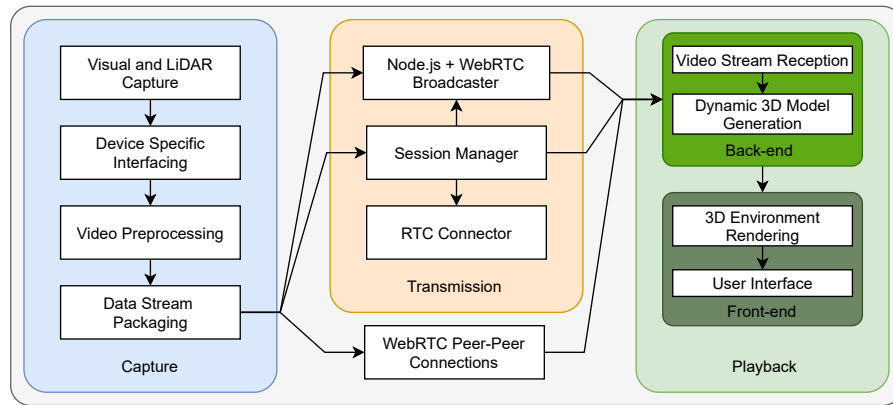 Visual and LiDAR
Capture
Device Specific
Interfacing
Video Preprocessing
Data Stream
Packaging
Capture
Node.js + WebRTC
Broadcaster
Session Manager
RTC Connector
Transmission
WebRTC Peer-Peer
Connections
Video Stream Reception
Dynamic 3D Model
Generation
Back-end
3D Environment
Rendering
User Interface
Front-end
Playback